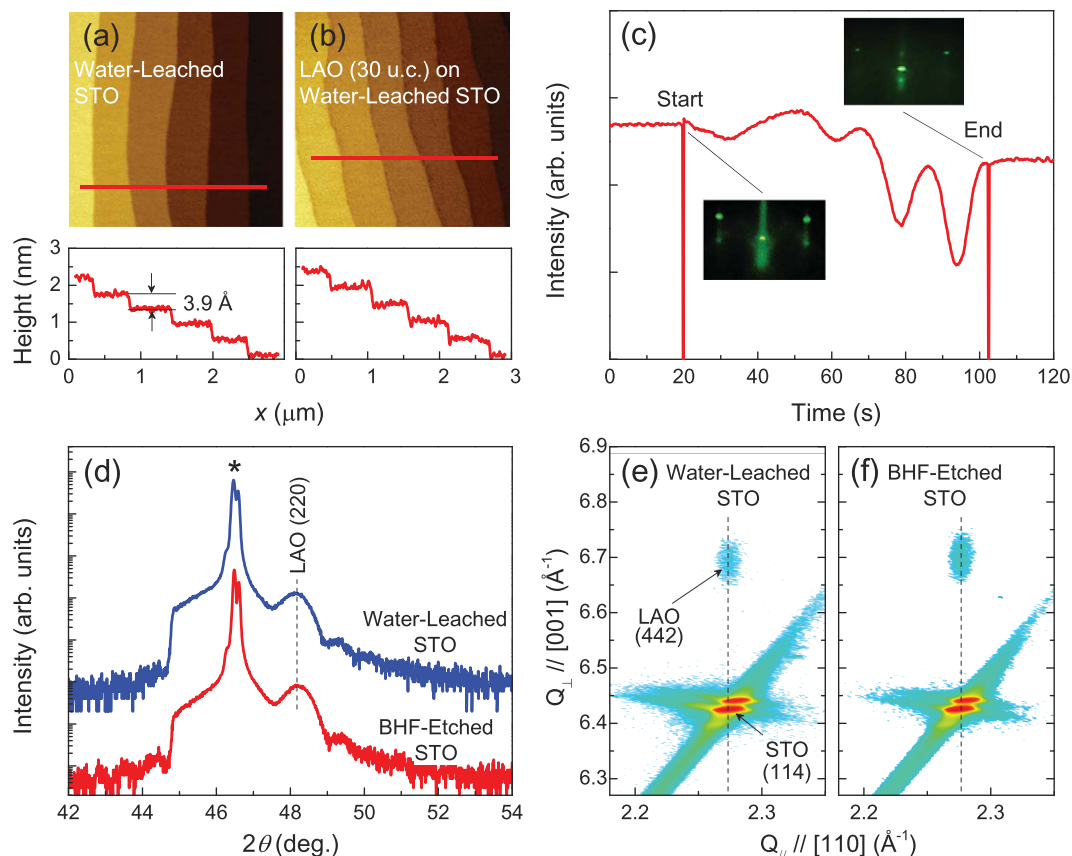 (a)
Water-Leached
STO
(b)
LAO (30 u.c.) on
Water-Leached STO
Height (nm)
3
2
1
0
3.9 Å
0
1
2
0
1
2
3
x (μm)
(c)
Intensity (arb. units)
Start
End
0
20
40
60
80
100
120
Time (s)
(d)
*
LAO (220)
Water-Leached
STO
BHF-Etched
STO
Intensity (arb. units)
42
44
46
48
50
52
54
2θ (deg.)
(e)
Water-Leached
STO
LAO
(442)
STO
(114)
(f)
BHF-Etched
STO
Q⊥ // [001] (Å⁻¹)
6.9
6.8
6.7
6.6
6.5
6.4
6.3
2.2
2.3
2.2
2.3
Q// // [110] (Å⁻¹)